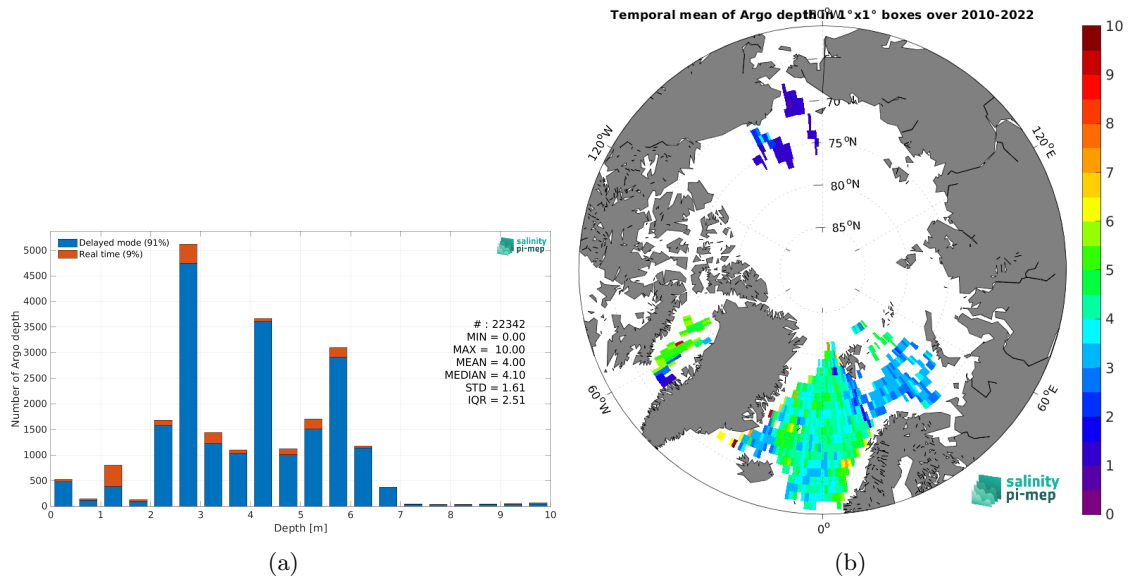 Temporal mean of Argo depth in 1°x1° boxes over 2010-2022
180°W
10
9
8
7
6
5
4
3
2
1
0
120°W
120°E
70°N
75°N
80°N
85°N
60°W
60°E
0°
salinity
pi-mep
Delayed mode (91%)
Real time (9%)
salinity
pi-mep
Number of Argo depth
5000
4500
4000
3500
3000
2500
2000
1500
1000
500
0
# : 22342
MIN = 0.00
MAX = 10.00
MEAN = 4.00
MEDIAN = 4.10
STD = 1.61
IQR = 2.51
0 1 2 3 4 5 6 7 8 9 10
Depth [m]
(a)
(b)